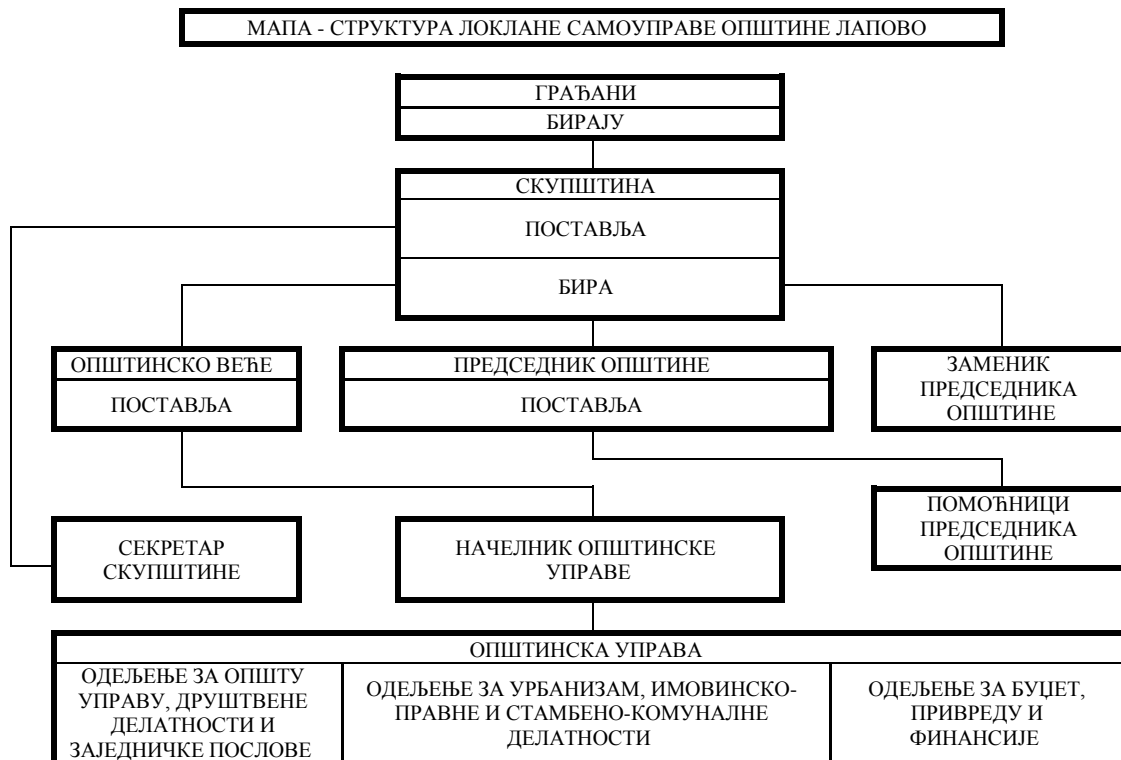 МАПА - СТРУКТУРА ЛОКЛАНЕ САМОУПРАВЕ ОПШТИНЕ ЛАПОВО
ГРАЂАНИ
БИРАЈУ
СКУПШТИНА
ПОСТАВЉА
БИРА
ОПШТИНСКО ВЕЋЕ
ПОСТАВЉА
ПРЕДСЕДНИК ОПШТИНЕ
ПОСТАВЉА
ЗАМЕНИК
ПРЕДСЕДНИКА
ОПШТИНЕ
ПОМОЋНИЦИ
ПРЕДСЕДНИКА
ОПШТИНЕ
СЕКРЕТАР
СКУПШТИНЕ
НАЧЕЛНИК ОПШТИНСКЕ
УПРАВЕ
ОПШТИНСКА УПРАВА
ОДЕЉЕЊЕ ЗА ОПШТУ
УПРАВУ, ДРУШТВЕНЕ
ДЕЛАТНОСТИ И
ЗАЈЕДНИЧКЕ ПОСЛОВЕ
ОДЕЉЕЊЕ ЗА УРБАНИЗАМ, ИМОВИНСКО-
ПРАВНЕ И СТАМБЕНО-КОМУНАЛНЕ
ДЕЛАТНОСТИ
ОДЕЉЕЊЕ ЗА БУЏЕТ,
ПРИВРЕДУ И
ФИНАНСИЈЕ